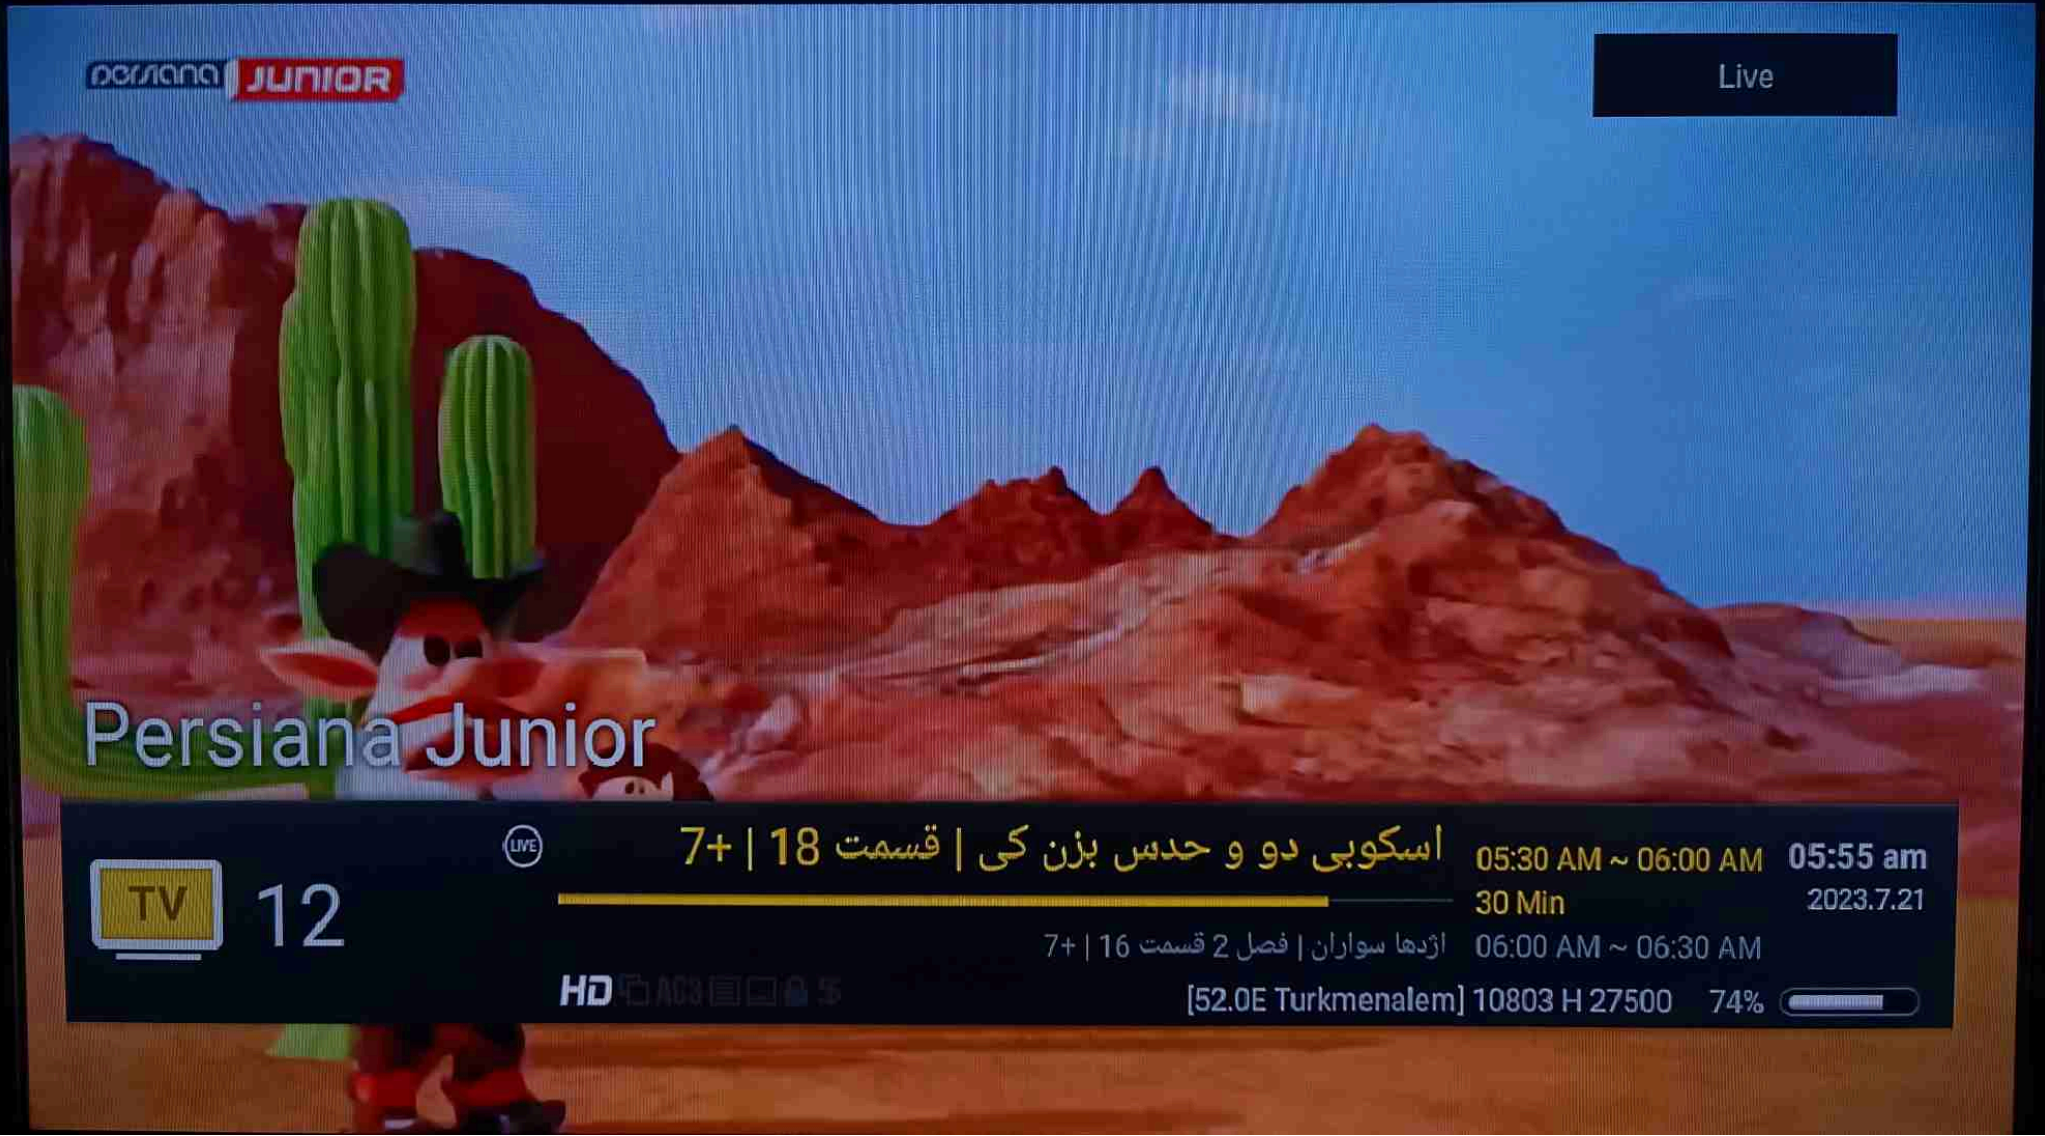 persiana JUNIOR
Live
Persiana Junior
TV 12
LIVE
اسکوبی دو و حدس بزن کی | قسمت 18 | +7
05:30 AM ~ 06:00 AM
05:55 am
30 Min
2023.7.21
اژدها سواران | فصل 2 قسمت 16 | +7
06:00 AM ~ 06:30 AM
HD AC3
[52.0E Turkmenalem] 10803 H 27500 74%